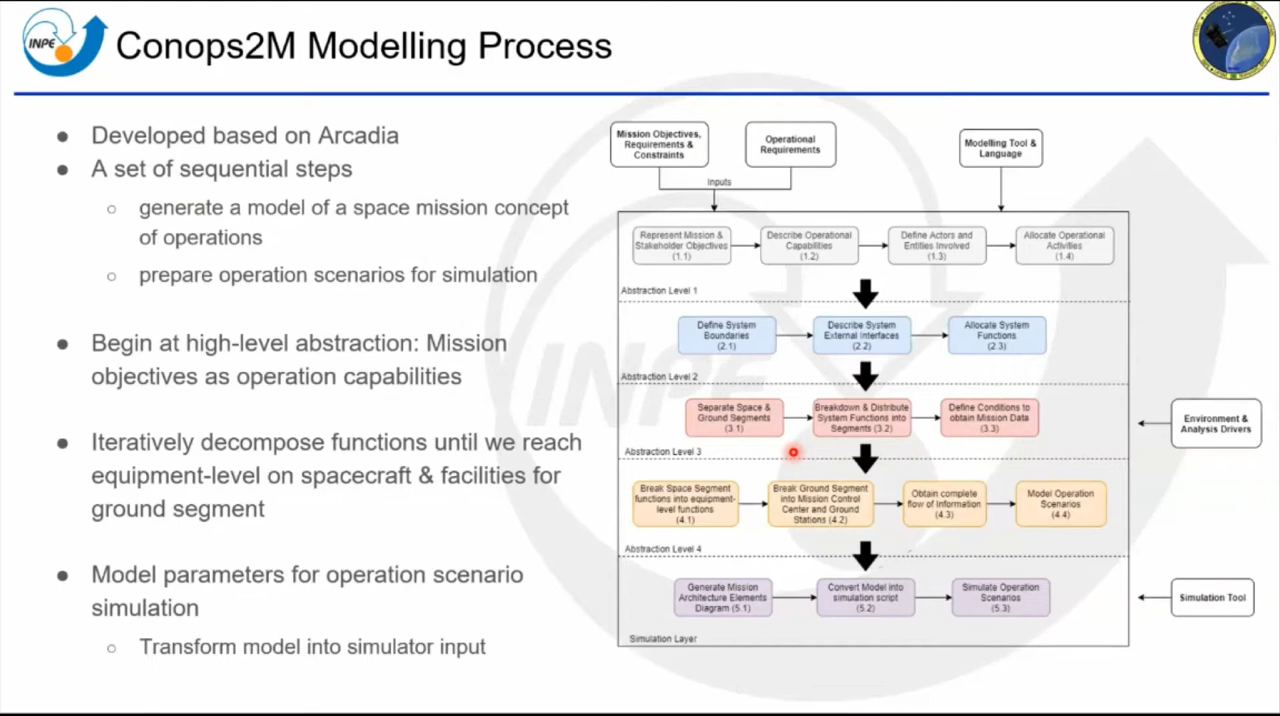 INPE
Conops2M Modelling Process
● Developed based on Arcadia
● A set of sequential steps
○ generate a model of a space mission concept
of operations
○ prepare operation scenarios for simulation
● Begin at high-level abstraction: Mission
objectives as operation capabilities
● Iteratively decompose functions until we reach
equipment-level on spacecraft & facilities for
ground segment
● Model parameters for operation scenario
simulation
○ Transform model into simulator input
Mission Objectives,
Requirements &
Constraints
Operational
Requirements
Modelling Tool &
Language
Inputs
Represent Mission &
Stakeholder Objectives
(1.1)
Describe Operational
Capabilities
(1.2)
Define Actors and
Entities Involved
(1.3)
Allocate Operational
Activities
(1.4)
Abstraction Level 1
Define System
Boundaries
(2.1)
Describe System
External Interfaces
(2.2)
Allocate System
Functions
(2.3)
Abstraction Level 2
Separate Space &
Ground Segments
(3.1)
Breakdown & Distribute
System Functions into
Segments (3.2)
Define Conditions to
obtain Mission Data
(3.3)
Environment &
Analysis Drivers
Abstraction Level 3
Break Space Segment
functions into equipment-
level functions
(4.1)
Break Ground Segment
into Mission Control
Center and Ground
Stations (4.2)
Obtain complete
flow of Information
(4.3)
Model Operation
Scenarios
(4.4)
Abstraction Level 4
Generate Mission
Architecture Elements
Diagram (5.1)
Convert Model into
simulation script
(5.2)
Simulate Operation
Scenarios
(5.3)
Simulation Tool
Simulation Layer
INPE